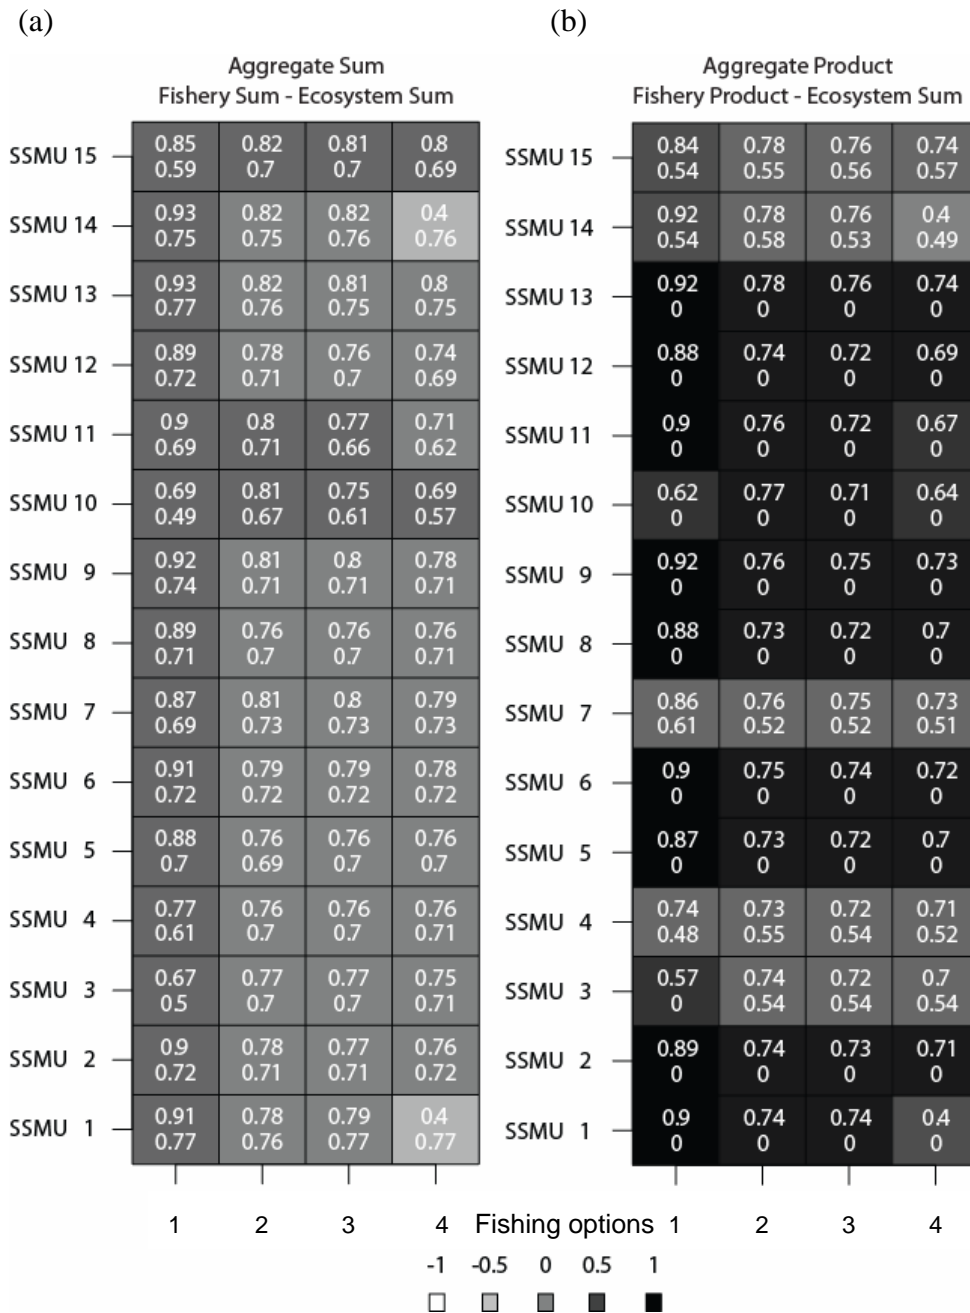 (a) (b)
Aggregate Sum Aggregate Product
Fishery Sum - Ecosystem Sum Fishery Product - Ecosystem Sum
SSMU 15 0.85 0.82 0.81 0.8 SSMU 15 0.84 0.78 0.76 0.74
0.59 0.7 0.7 0.69 0.54 0.55 0.56 0.57
SSMU 14 0.93 0.82 0.82 0.4 SSMU 14 0.92 0.78 0.76 0.4
0.75 0.75 0.76 0.76 0.54 0.58 0.53 0.49
SSMU 13 0.93 0.82 0.81 0.8 SSMU 13 0.92 0.78 0.76 0.74
0.77 0.76 0.75 0.75 0 0 0 0
SSMU 12 0.89 0.78 0.76 0.74 SSMU 12 0.88 0.74 0.72 0.69
0.72 0.71 0.7 0.69 0 0 0 0
SSMU 11 0.9 0.8 0.77 0.71 SSMU 11 0.9 0.76 0.72 0.67
0.69 0.71 0.66 0.62 0 0 0 0
SSMU 10 0.69 0.81 0.75 0.69 SSMU 10 0.62 0.77 0.71 0.64
0.49 0.67 0.61 0.57 0 0 0 0
SSMU 9 0.92 0.81 0.8 0.78 SSMU 9 0.92 0.76 0.75 0.73
0.74 0.71 0.71 0.71 0 0 0 0
SSMU 8 0.89 0.76 0.76 0.76 SSMU 8 0.88 0.73 0.72 0.7
0.71 0.7 0.7 0.71 0 0 0 0
SSMU 7 0.87 0.81 0.8 0.79 SSMU 7 0.86 0.76 0.75 0.73
0.69 0.73 0.73 0.73 0.61 0.52 0.52 0.51
SSMU 6 0.91 0.79 0.79 0.78 SSMU 6 0.9 0.75 0.74 0.72
0.72 0.72 0.72 0.72 0 0 0 0
SSMU 5 0.88 0.76 0.76 0.76 SSMU 5 0.87 0.73 0.72 0.7
0.7 0.69 0.7 0.7 0 0 0 0
SSMU 4 0.77 0.76 0.76 0.76 SSMU 4 0.74 0.73 0.72 0.71
0.61 0.7 0.7 0.71 0.48 0.55 0.54 0.52
SSMU 3 0.67 0.77 0.77 0.75 SSMU 3 0.57 0.74 0.72 0.7
0.5 0.7 0.7 0.71 0 0.54 0.54 0.54
SSMU 2 0.9 0.78 0.77 0.76 SSMU 2 0.89 0.74 0.73 0.71
0.72 0.71 0.71 0.72 0 0 0 0
SSMU 1 0.91 0.78 0.79 0.4 SSMU 1 0.9 0.74 0.74 0.4
0.77 0.76 0.77 0.77 0 0 0 0
1 2 3 4 Fishing options 1 2 3 4
-1 -0.5 0 0.5 1